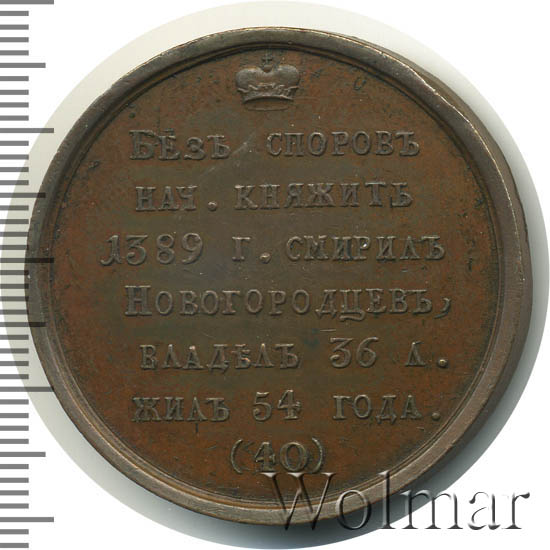 БЕЗЪ СПОРОВЪ
НАЧ. КНЯЖИТЬ
1389 Г. СМИРИЛЪ
НОВОГОРОДЦЕВЪ,
ВЛАДѢЛЪ 36 Л.
ЖИЛЪ 54 ГОДА.
(40)
Wolmar